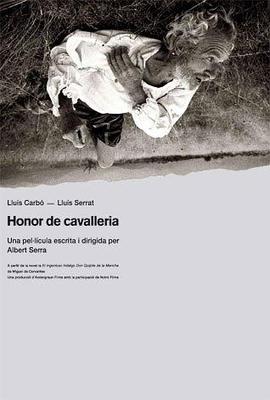 Lluís Carbó — Lluís Serrat
Honor de cavalleria
Una pel·lícula escrita i dirigida per
Albert Serra
A partir de la novel·la El ingenioso hidalgo Don Quijote de la Mancha
de Miguel de Cervantes
Una producció d'Andergraun Films amb la participació de Notro Films